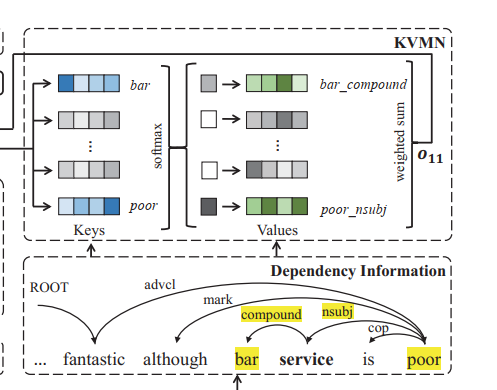 KVMN
bar
bar_compound
softmax
weighted sum
o11
⋮
⋮
poor
poor_nsubj
Keys
Values
Dependency Information
ROOT
advcl
mark
compound
nsubj
cop
... fantastic although bar service is poor